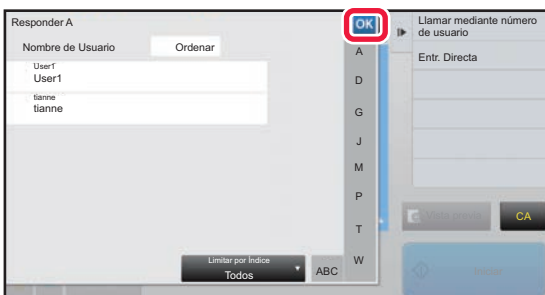 Responder A
OK
Nombre de Usuario
Ordenar
User1
User1
tianne
tianne
A
D
G
J
M
P
T
W
Limitar por Índice
Todos
ABC
Llamar mediante número
de usuario
Entr. Directa
CA